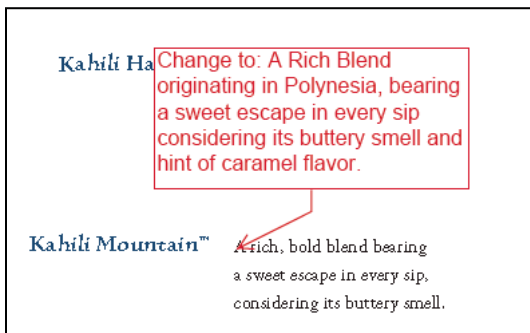 Kahili Ha
Change to: A Rich Blend
originating in Polynesia, bearing
a sweet escape in every sip
considering its buttery smell and
hint of caramel flavor.
Kahili Mountain™
A rich, bold blend bearing
a sweet escape in every sip,
considering its buttery smell.